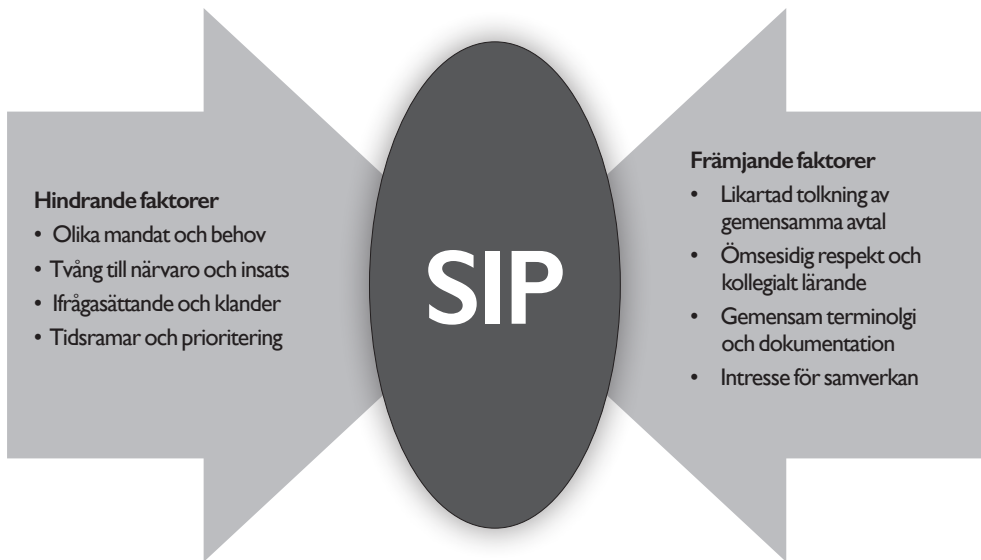 Hindrande faktorer
• Olika mandat och behov
• Tvång till närvaro och insats
• Ifrågasättande och klander
• Tidsramar och prioritering
SIP
Främjande faktorer
• Likartad tolkning av
gemensamma avtal
• Ömsesidig respekt och
kollegialt lärande
• Gemensam terminolgi
och dokumentation
• Intresse för samverkan